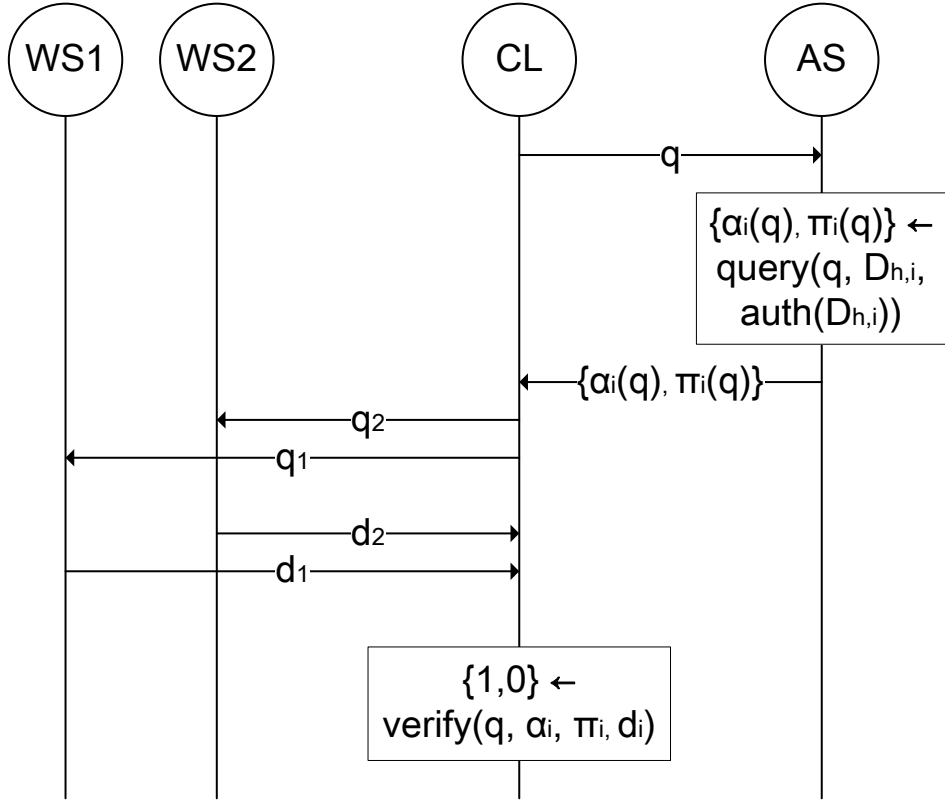 WS1 WS2 CL AS
q
{αi(q), πi(q)} ←
query(q, Dh,i,
auth(Dh,i))
{αi(q), πi(q)}
q2
q1
d2
d1
{1,0} ←
verify(q, αi, πi, di)